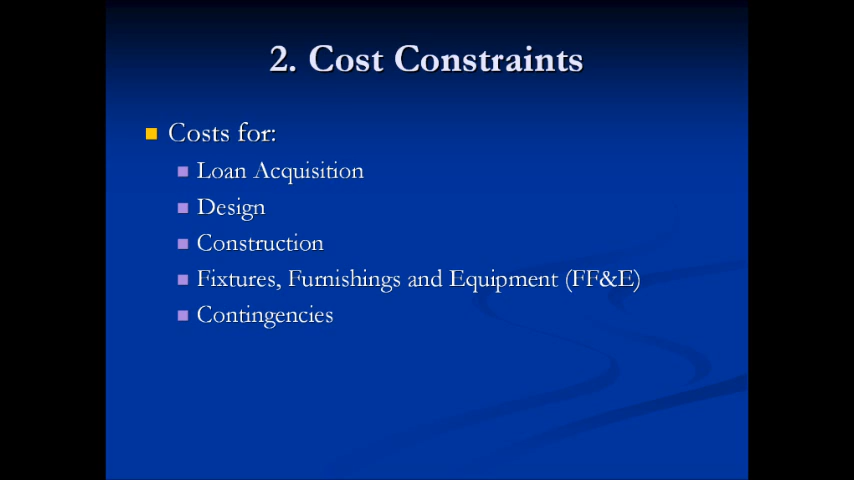 2. Cost Constraints
Costs for:
Loan Acquisition
Design
Construction
Fixtures, Furnishings and Equipment (FF&E)
Contingencies